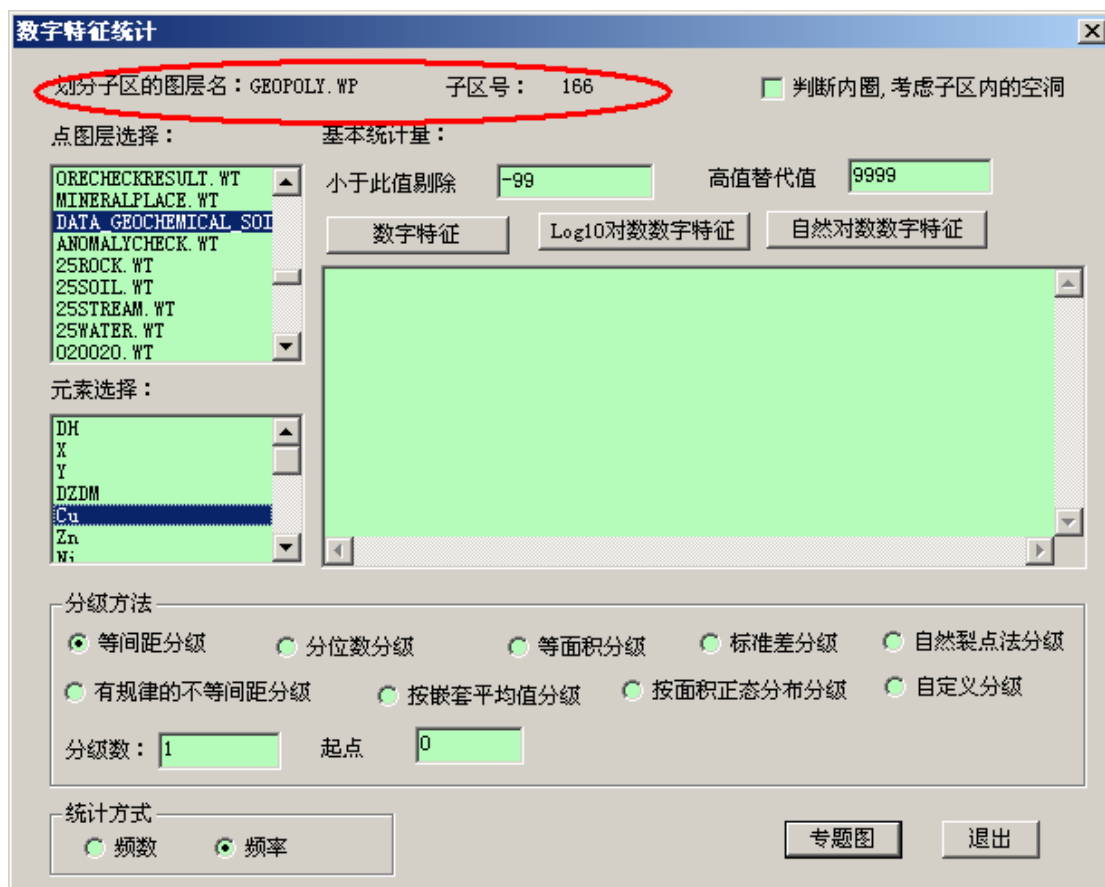 数字特征统计
划分子区的图层名：GEOPOLY.WP 子区号： 166
判断内圈,考虑子区内的空洞
点图层选择：
基本统计量：
ORECHECKRESULT.WT
MINERALPLACE.WT
DATA_GEOCHEMICAL_SOI
ANOMALYCHECK.WT
25ROCK.WT
25SOIL.WT
25STREAM.WT
25WATER.WT
020020.WT
小于此值剔除 -99 高值替代值 9999
数字特征 Log10对数数字特征 自然对数数字特征
元素选择：
DH
X
Y
DZDM
Cu
Zn
Ni
分级方法
等间距分级 分位数分级 等面积分级 标准差分级 自然裂点法分级
有规律的不等间距分级 按嵌套平均值分级 按面积正态分布分级 自定义分级
分级数： 1 起点 0
统计方式
频数 频率
专题图 退出